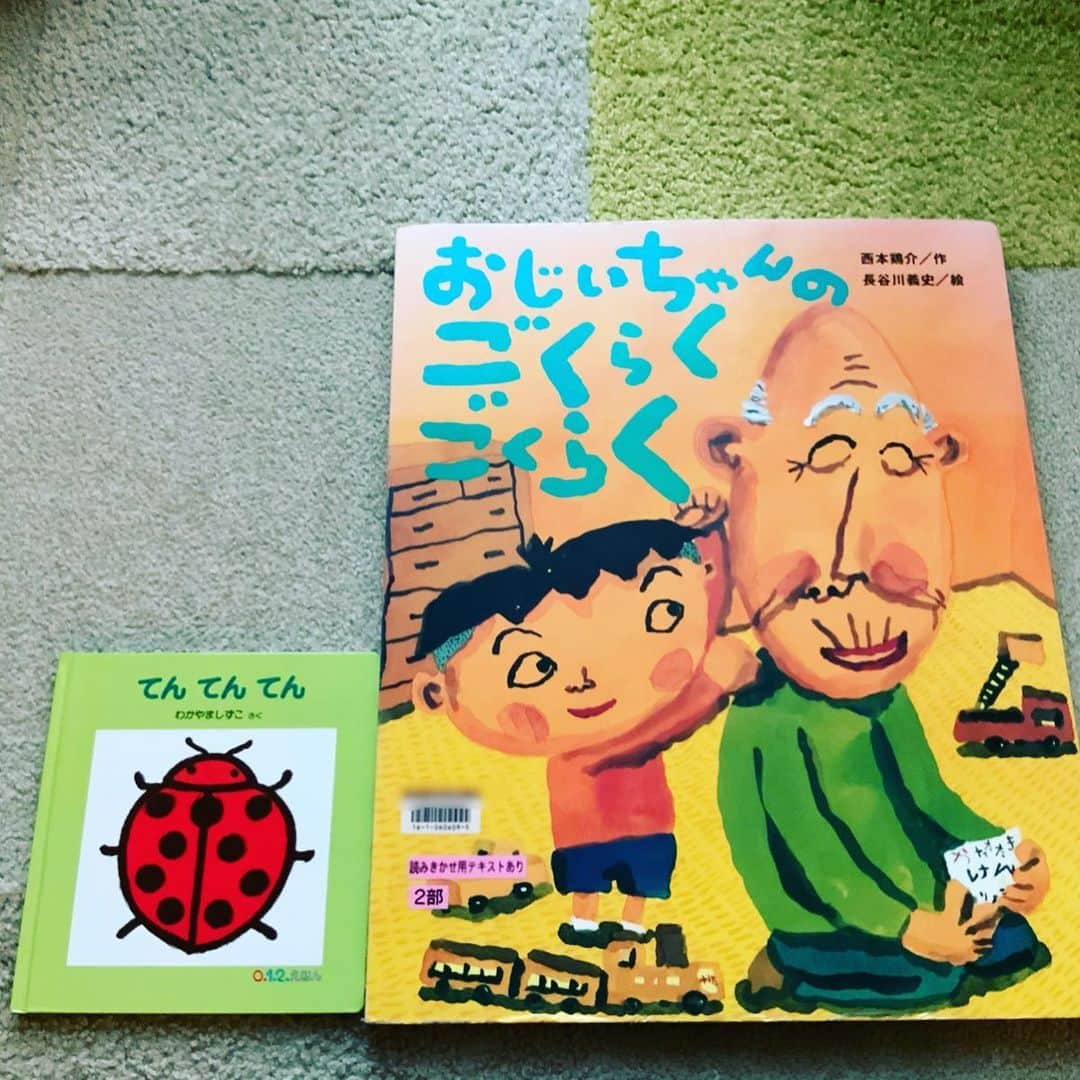 おじいちゃんの
ごくらく
ごくらく
西本鶏介／作
長谷川義史／絵
読みきかせ用テキストあり
2部
けん
てん てん てん
わかやましずこ さく
0.1.2.えほん